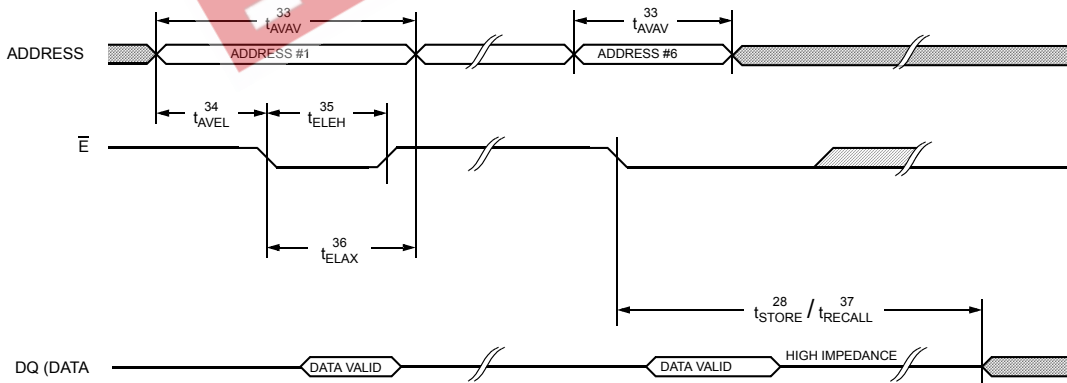 33
tAVAV
33
tAVAV
ADDRESS
ADDRESS #1
ADDRESS #6
34
tAVEL
35
tELEH
E
36
tELAX
28 37
tSTORE / tRECALL
DQ (DATA
DATA VALID
DATA VALID
HIGH IMPEDANCE